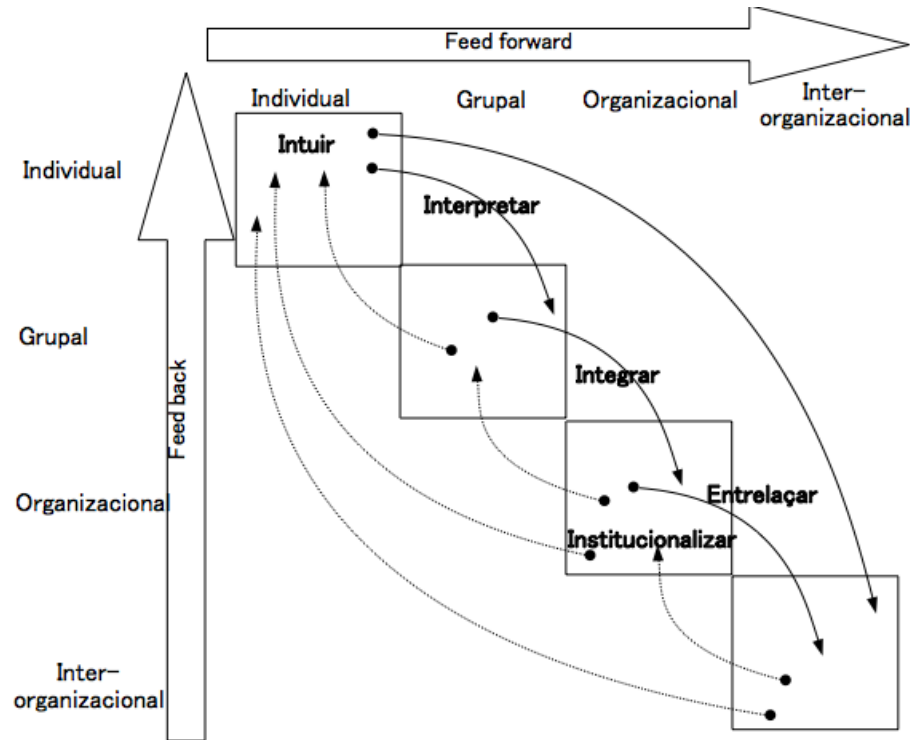 Feed forward
Individual
Grupal
Organizacional
Inter-
organizacional
Individual
Intuir
Interpretar
Grupal
Integrar
Feed back
Organizacional
Entrelaçar
Institucionalizar
Inter-
organizacional